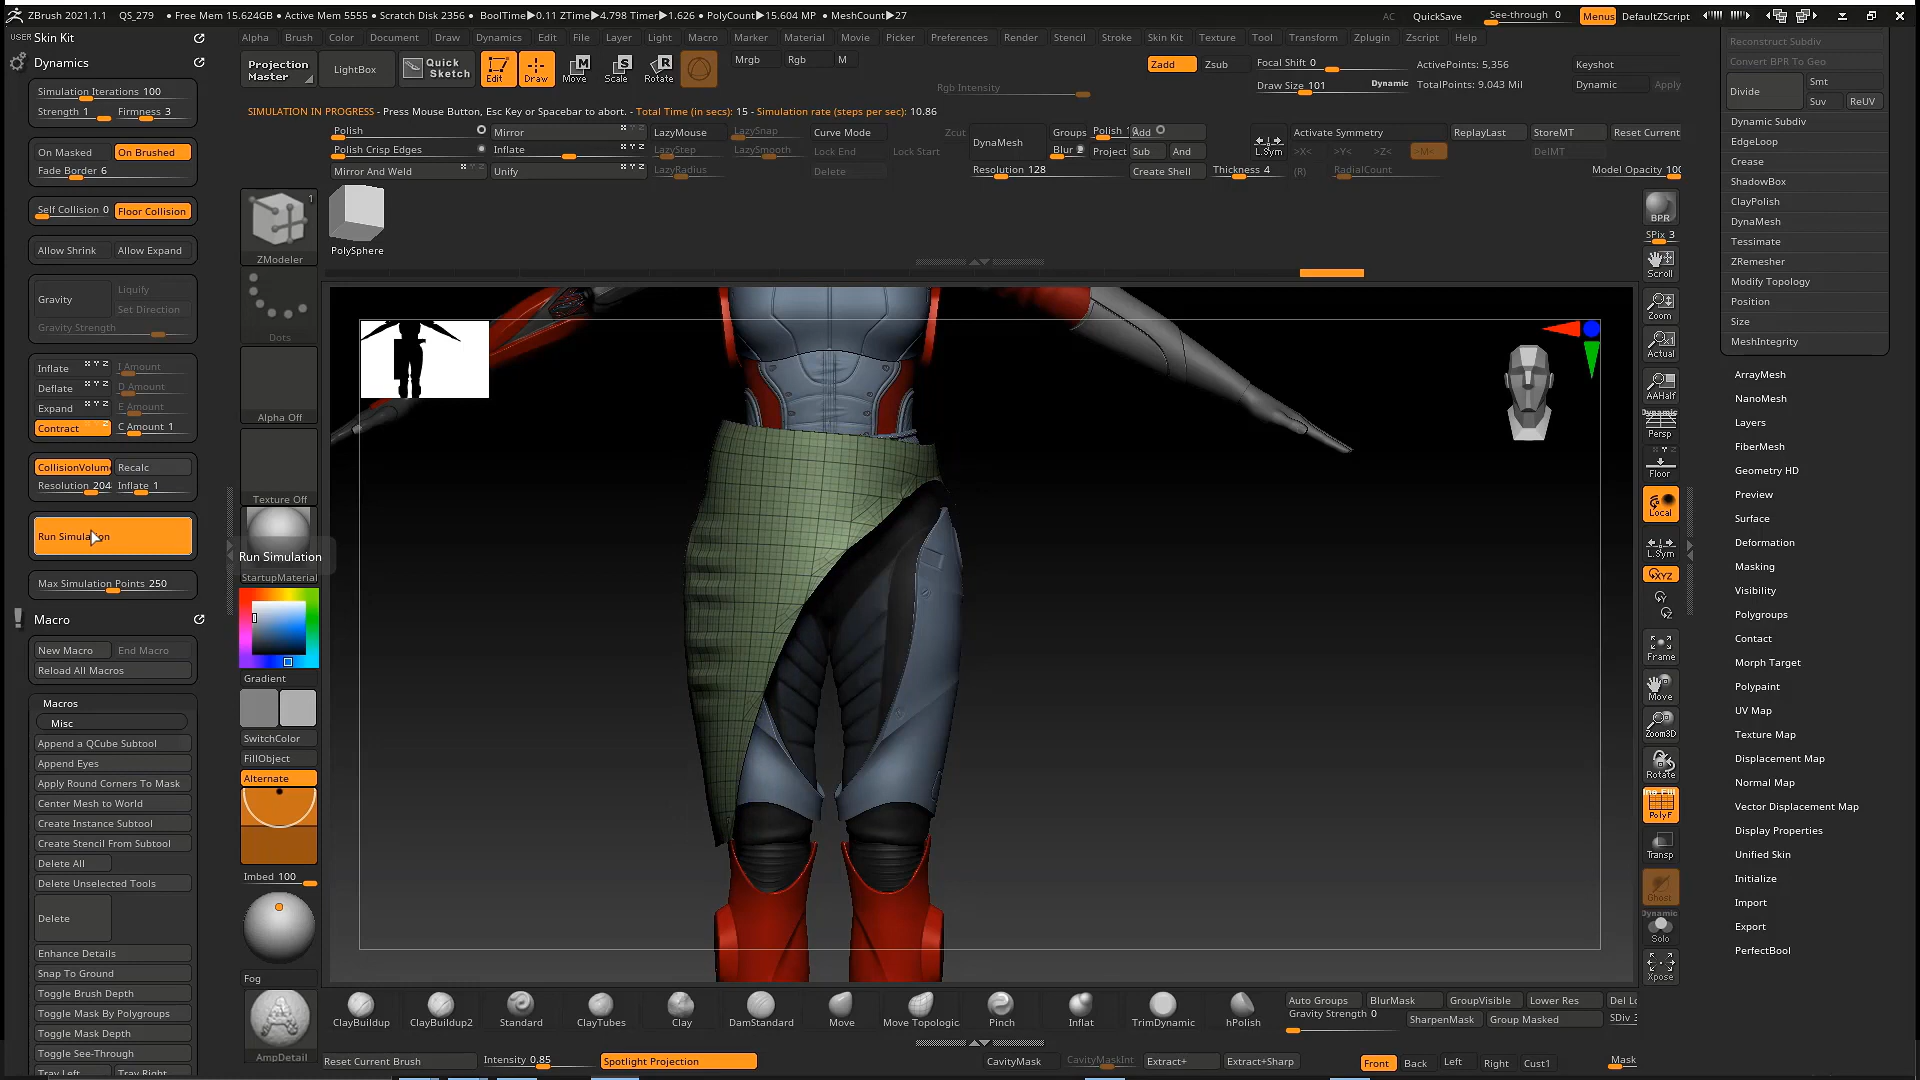 ZBrush 2021.1.1 QS_279 • Free Mem 15.624GB • Active Mem 5555 • Scratch Disk 2356 • BoolTime▶0.11 ZTime▶4.798 Timer▶1.626 • PolyCount▶15.604 MP • MeshCount▶27
AC QuickSave See-through 0 Menus DefaultZScript
USER Skin Kit
Alpha Brush Color Document Draw Dynamics Edit File Layer Light Macro Marker Material Movie Picker Preferences Render Stencil Stroke Skin Kit Texture Tool Transform Zplugin Zscript Help
Dynamics
Simulation Iterations 100
Strength 1 Firmness 3
On Masked On Brushed
Fade Border 6
Self Collision 0 Floor Collision
Allow Shrink Allow Expand
Gravity
Liquify
Set Direction
Gravity Strength
Inflate I Amount
Deflate D Amount
Expand E Amount
Contract C Amount 1
CollisionVolume Recalc
Resolution 204 Inflate 1
Run Simulation
Max Simulation Points 250
Macro
New Macro End Macro
Reload All Macros
Macros
Misc
Append a QCube Subtool
Append Eyes
Apply Round Corners To Mask
Center Mesh to World
Create Instance Subtool
Create Stencil From Subtool
Delete All
Delete Unselected Tools
Delete
Enhance Details
Snap To Ground
Toggle Brush Depth
Toggle Mask By Polygroups
Toggle Mask Depth
Toggle See-Through
Tray Left Tray Right
Projection
Master
LightBox
Quick
Sketch
Edit Draw Move Scale Rotate
Mrgb Rgb M
Rgb Intensity
Zadd Zsub
Focal Shift 0
Draw Size 101 Dynamic
ActivePoints: 5,356
TotalPoints: 9.043 Mil
Keyshot
Dynamic Apply
SIMULATION IN PROGRESS - Press Mouse Button, Esc Key or Spacebar to abort. - Total Time (in secs): 15 - Simulation rate (steps per sec): 10.86
Polish Mirror LazyMouse LazySnap Curve Mode Zcut
Polish Crisp Edges Inflate LazyStep LazySmooth Lock End Lock Start
Mirror And Weld Unify LazyRadius Delete
DynaMesh
Groups Polish 1 Add
Blur Project Sub And
Resolution 128 Create Shell Thickness 4
L.Sym
Activate Symmetry ReplayLast StoreMT Reset Current
>X< >Y< >Z< >M< DelMT
(R) RadialCount Model Opacity 100
1
ZModeler
PolySphere
Dots
Alpha Off
Texture Off
Run Simulation
StartupMaterial
Gradient
SwitchColor
FillObject
Alternate
Imbed 100
Fog
AmpDetail
BPR
SPix 3
Scroll
Zoom
Actual
AAHalf
Dynamic
Persp
Floor
Local
L.Sym
XYZ
Y
Z
Frame
Move
Zoom3D
Rotate
PolyF
Transp
Ghost
Dynamic
Solo
Xpose
Reconstruct Subdiv
Convert BPR To Geo
Divide Smt
Suv ReUV
Dynamic Subdiv
EdgeLoop
Crease
ShadowBox
ClayPolish
DynaMesh
Tessimate
ZRemesher
Modify Topology
Position
Size
MeshIntegrity
ArrayMesh
NanoMesh
Layers
FiberMesh
Geometry HD
Preview
Surface
Deformation
Masking
Visibility
Polygroups
Contact
Morph Target
Polypaint
UV Map
Texture Map
Displacement Map
Normal Map
Vector Displacement Map
Display Properties
Unified Skin
Initialize
Import
Export
PerfectBool
ClayBuildup ClayBuildup2 Standard ClayTubes Clay DamStandard Move Move Topologic Pinch Inflat TrimDynamic hPolish
Auto Groups BlurMask GroupVisible Lower Res Del Lo
Gravity Strength 0 SharpenMask Group Masked SDiv
Reset Current Brush Intensity 0.85 Spotlight Projection CavityMask CavityMaskInt Extract+ Extract+Sharp Front Back Left Right Cust1 Mask